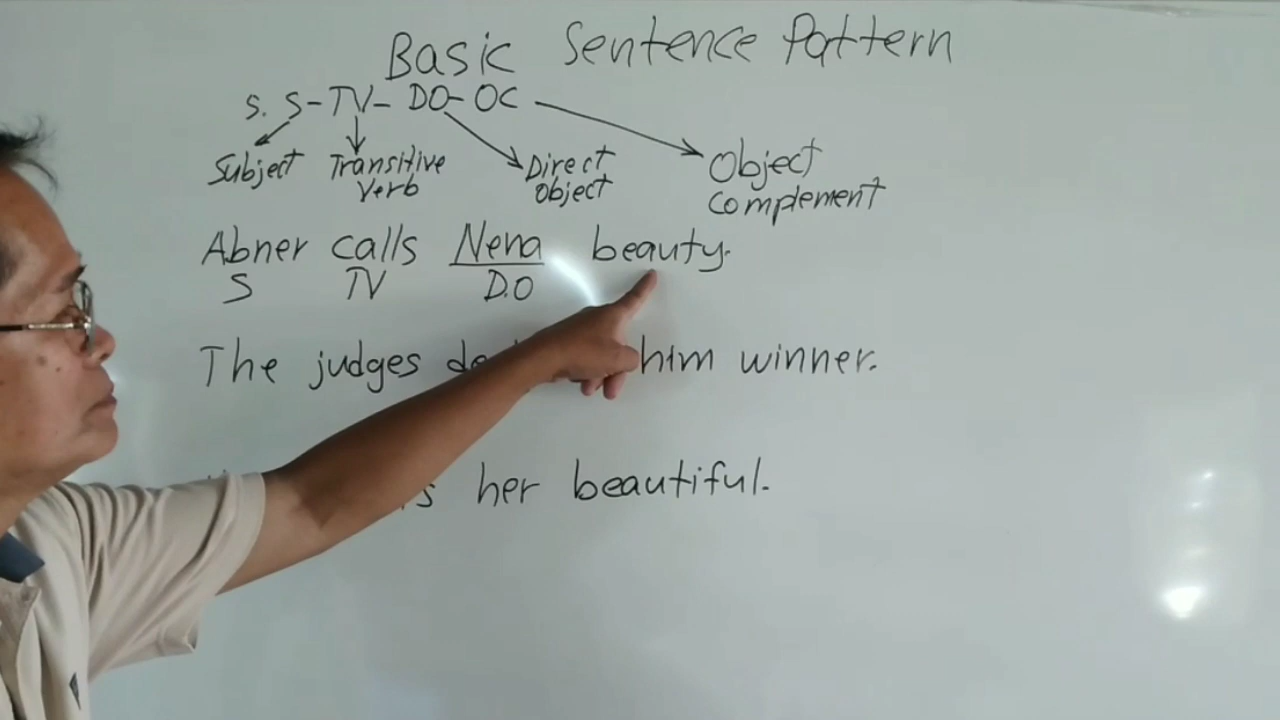 Basic Sentence Pattern
5. S-TV- DO- OC
Subject Transitive Verb Direct Object Object Complement
Abner calls Nena beauty.
S TV D.O
The judges him winner.
her beautiful.